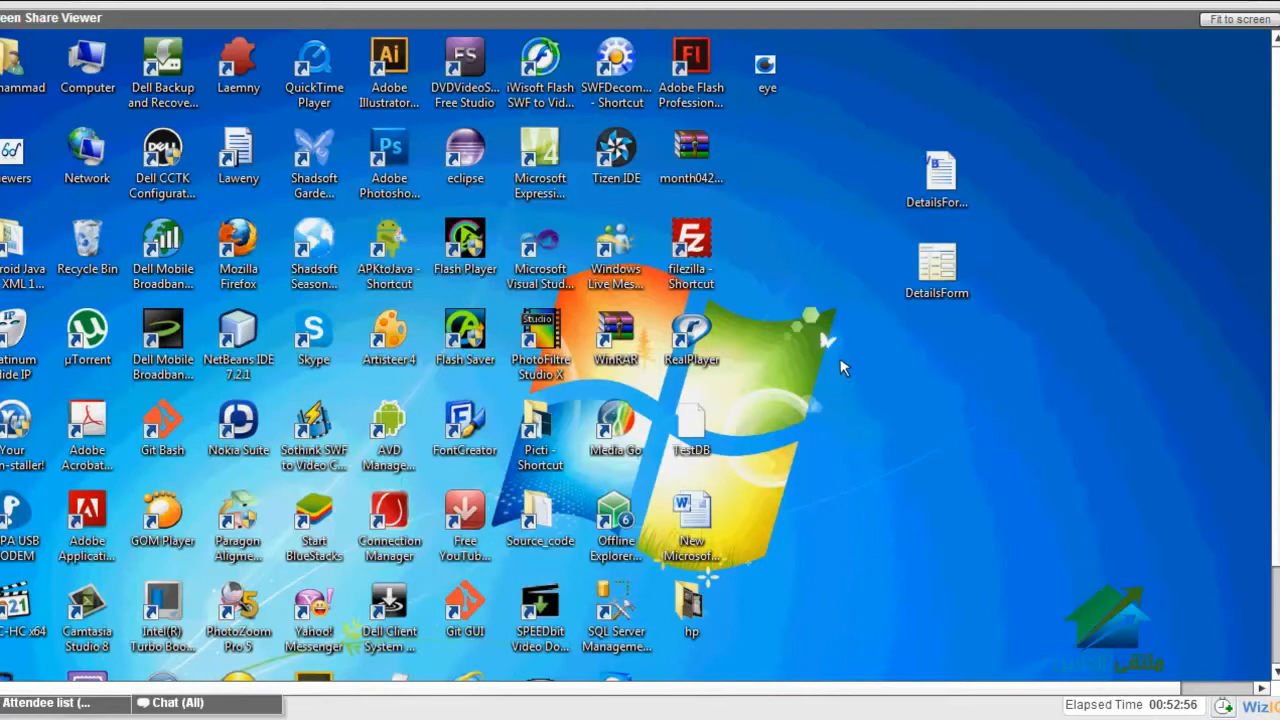 een Share Viewer
Fit to screen
ammad
Computer
Dell Backup
and Recove...
Laemny
QuickTime
Player
Adobe
Illustrator...
DVDVideoS...
Free Studio
iWisoft Flash
SWF to Vid...
SWFDecom...
- Shortcut
Adobe Flash
Profession...
eye
ewers
Network
Dell CCTK
Configurat...
Laweny
Shadsoft
Garde...
Adobe
Photosho...
eclipse
Microsoft
Expressi...
Tizen IDE
month042...
DetailsFor...
roid Java
XML 1...
Recycle Bin
Dell Mobile
Broadban...
Mozilla
Firefox
Shadsoft
Season...
APKtoJava -
Shortcut
Flash Player
Microsoft
Visual Stud...
Windows
Live Mes...
filezilla -
Shortcut
DetailsForm
atinum
ide IP
µTorrent
Dell Mobile
Broadban...
NetBeans IDE
7.2.1
Skype
Artisteer 4
Flash Saver
Studio
PhotoFiltre
Studio X
WinRAR
RealPlayer
Your
n-staller!
Adobe
Acrobat...
Git Bash
Nokia Suite
Sothink SWF
to Video C...
AVD
Manage...
FontCreator
Picti -
Shortcut
Media Go
TestDB
PA USB
ODEM
Adobe
Applicati...
GOM Player
Paragon
Alignme...
Start
BlueStacks
Connection
Manager
Free
YouTub...
Source_code
Offline
Explorer...
New
Microsof...
C-HC x64
Camtasia
Studio 8
Intel(R)
Turbo Boo...
PhotoZoom
Pro 5
Yahoo!
Messenger
Dell Client
System ...
Git GUI
SPEEDbit
Video Do...
SQL Server
Manageme...
hp
Attendee list (...
Chat (All)
Elapsed Time 00:52:56
WizI